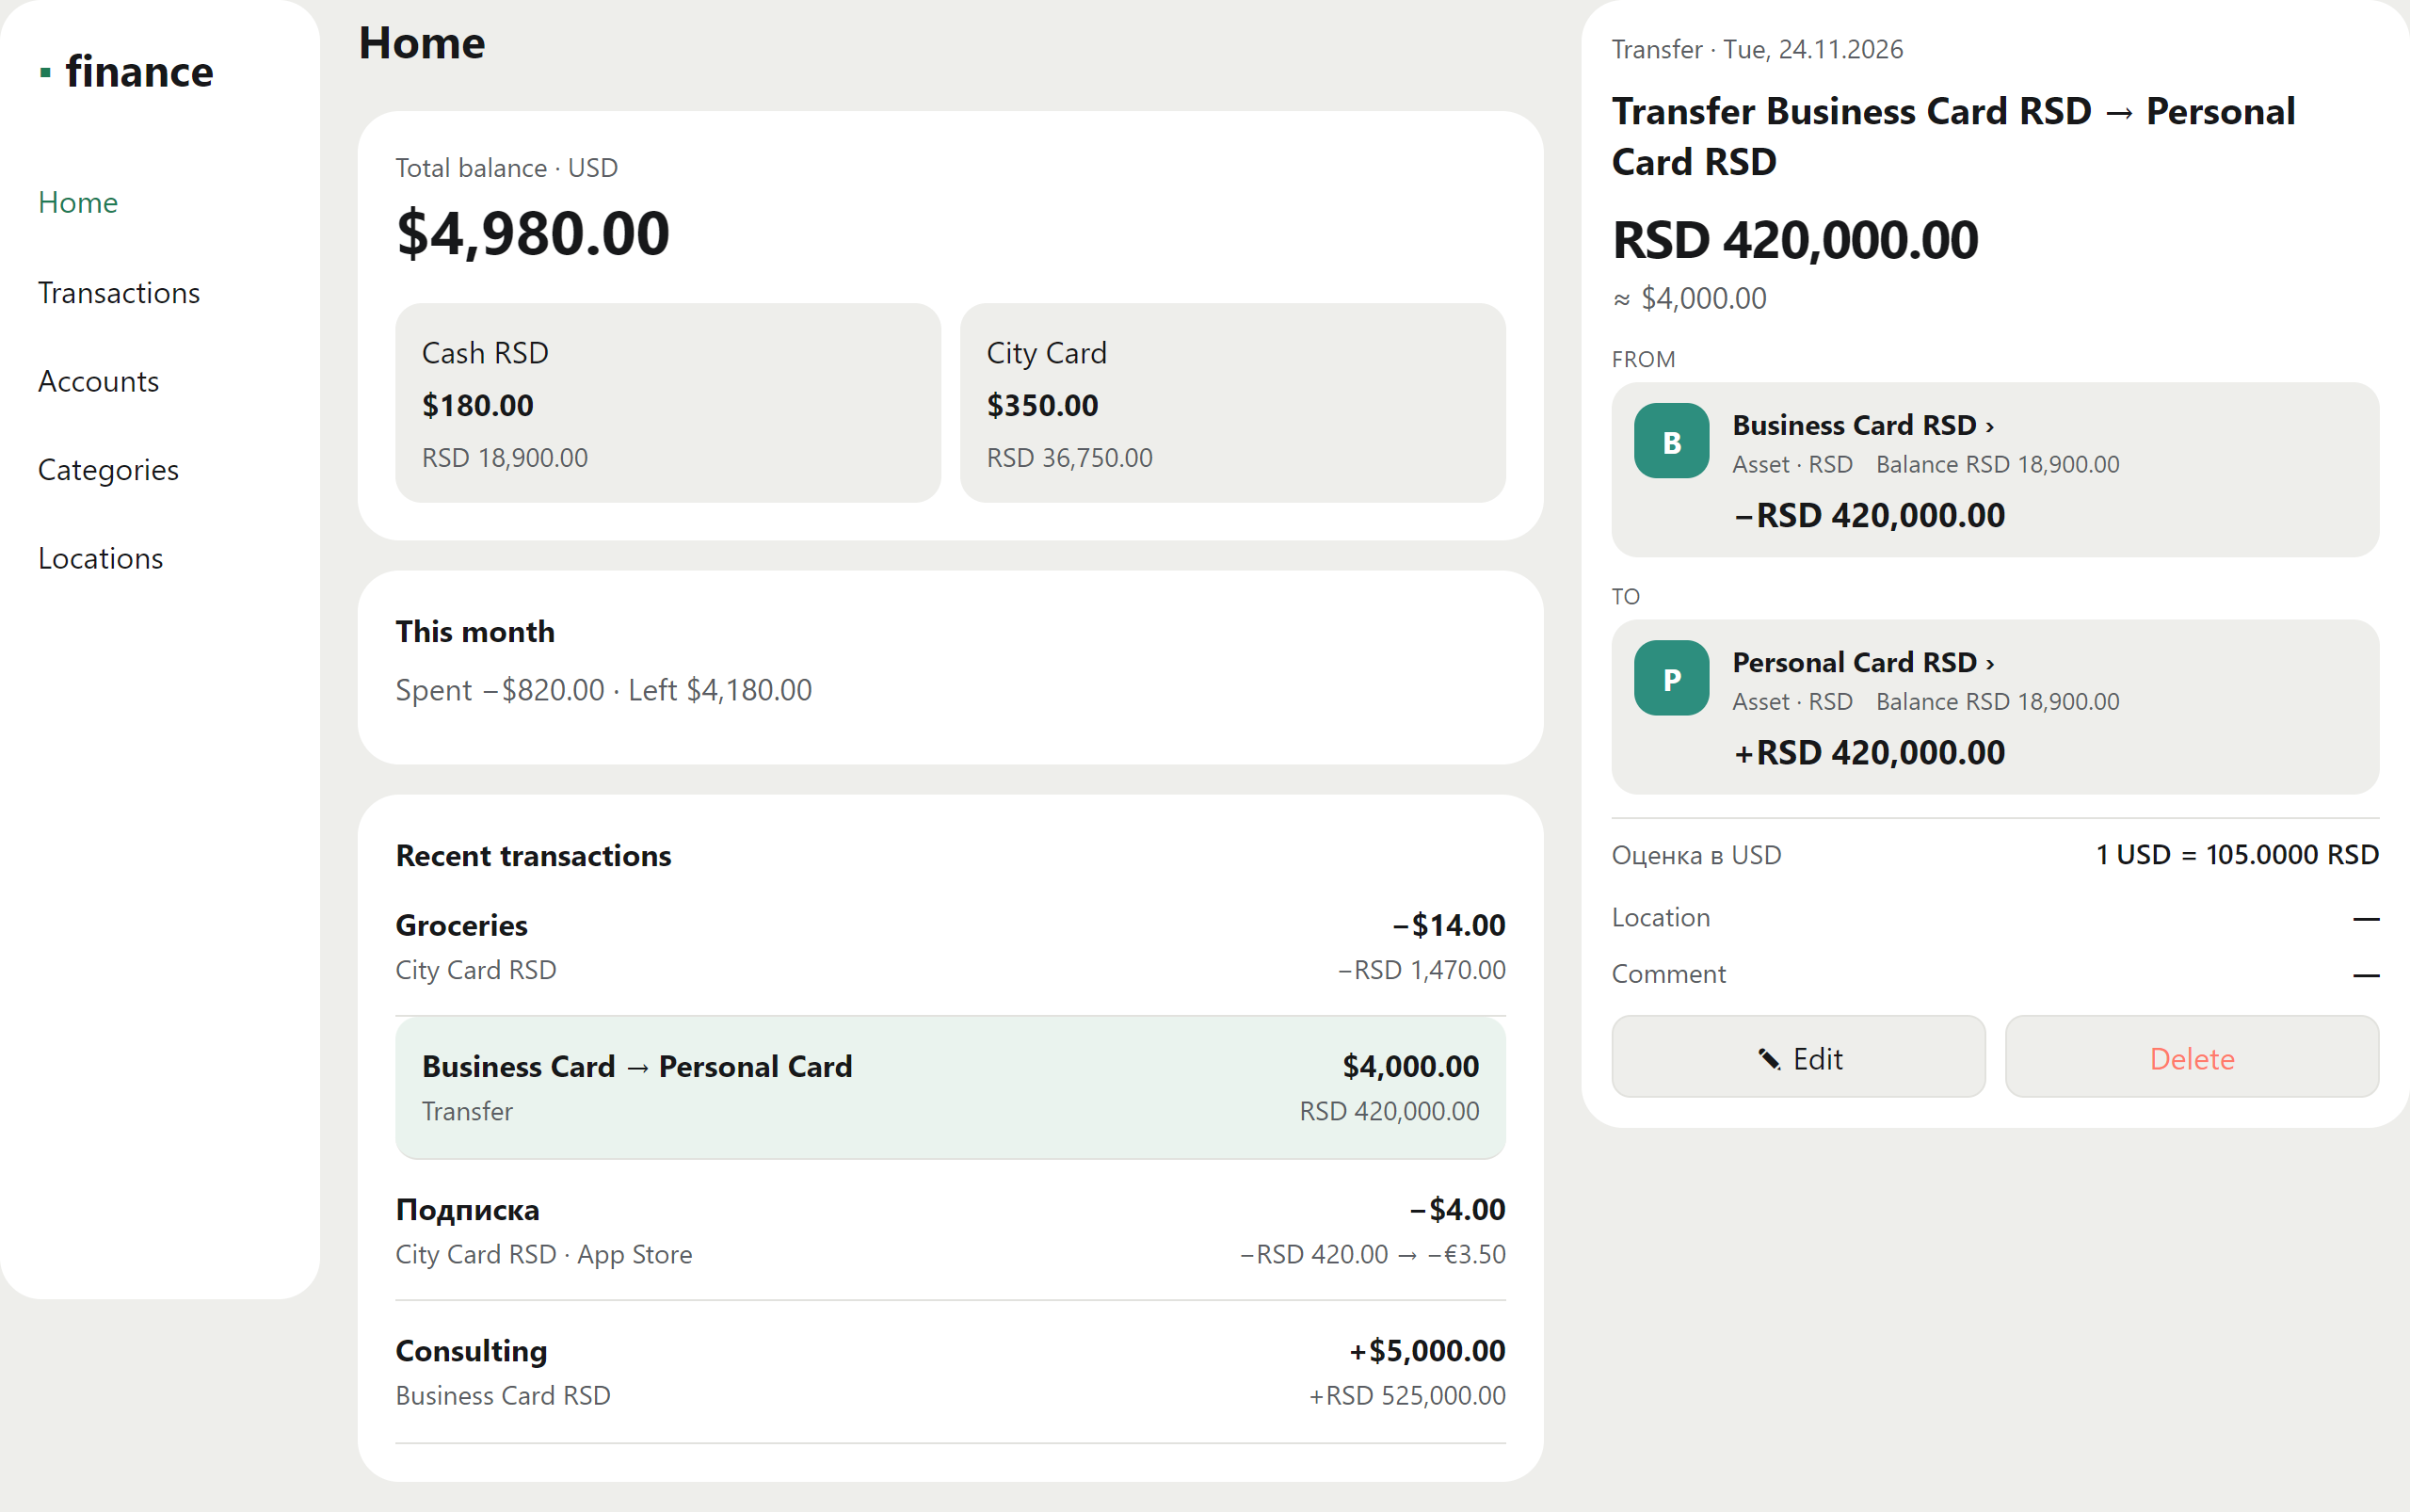 finance
Home
Transactions
Accounts
Categories
Locations
Home
Total balance · USD
$4,980.00
Cash RSD
$180.00
RSD 18,900.00
City Card
$350.00
RSD 36,750.00
This month
Spent −$820.00 · Left $4,180.00
Recent transactions
Groceries −$14.00
City Card RSD −RSD 1,470.00
Business Card → Personal Card $4,000.00
Transfer RSD 420,000.00
Подписка −$4.00
City Card RSD · App Store −RSD 420.00 → −€3.50
Consulting +$5,000.00
Business Card RSD +RSD 525,000.00
Transfer · Tue, 24.11.2026
Transfer Business Card RSD → Personal
Card RSD
RSD 420,000.00
≈ $4,000.00
FROM
B
Business Card RSD ›
Asset · RSD Balance RSD 18,900.00
−RSD 420,000.00
TO
P
Personal Card RSD ›
Asset · RSD Balance RSD 18,900.00
+RSD 420,000.00
Оценка в USD 1 USD = 105.0000 RSD
Location —
Comment —
Edit
Delete